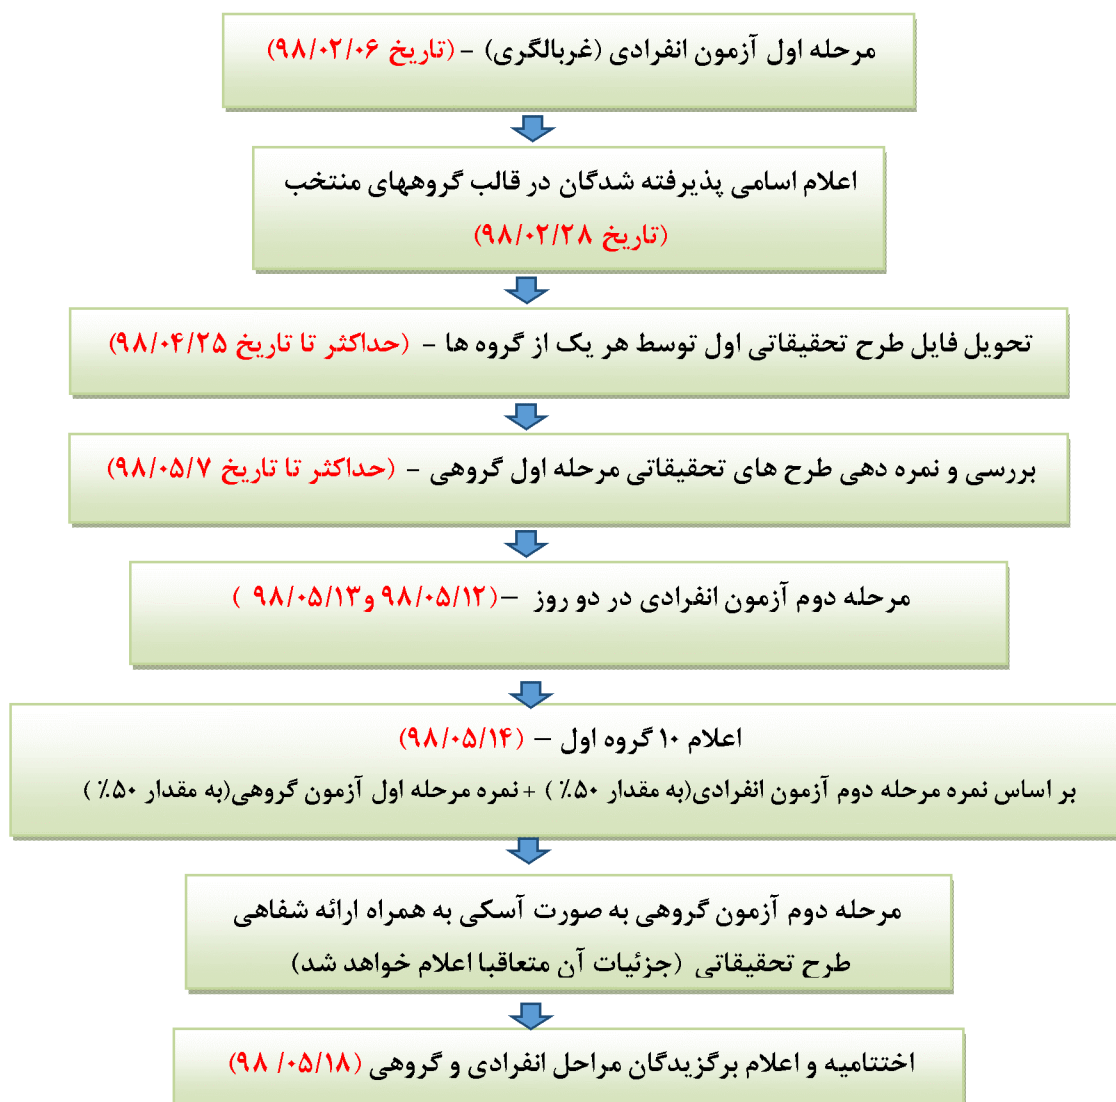 مرحله اول آزمون انفرادی (غربالگری) - (تاریخ ۹۸/۰۲/۰۶)
اعلام اسامی پذیرفته شدگان در قالب گروههای منتخب
(تاریخ ۹۸/۰۲/۲۸)
تحویل فایل طرح تحقیقاتی اول توسط هر یک از گروه ها - (حداکثر تا تاریخ ۹۸/۰۴/۲۵)
بررسی و نمره دهی طرح های تحقیقاتی مرحله اول گروهی - (حداکثر تا تاریخ ۹۸/۰۵/۷)
مرحله دوم آزمون انفرادی در دو روز –(۹۸/۰۵/۱۲ و۹۸/۰۵/۱۳ )
اعلام ۱۰ گروه اول – (۹۸/۰۵/۱۴)
بر اساس نمره مرحله دوم آزمون انفرادی(به مقدار ۵۰٪ ) + نمره مرحله اول آزمون گروهی(به مقدار ۵۰٪ )
مرحله دوم آزمون گروهی به صورت آسکی به همراه ارائه شفاهی
طرح تحقیقاتی (جزئیات آن متعاقبا اعلام خواهد شد)
اختتامیه و اعلام برگزیدگان مراحل انفرادی و گروهی (۹۸/۰۵/۱۸)